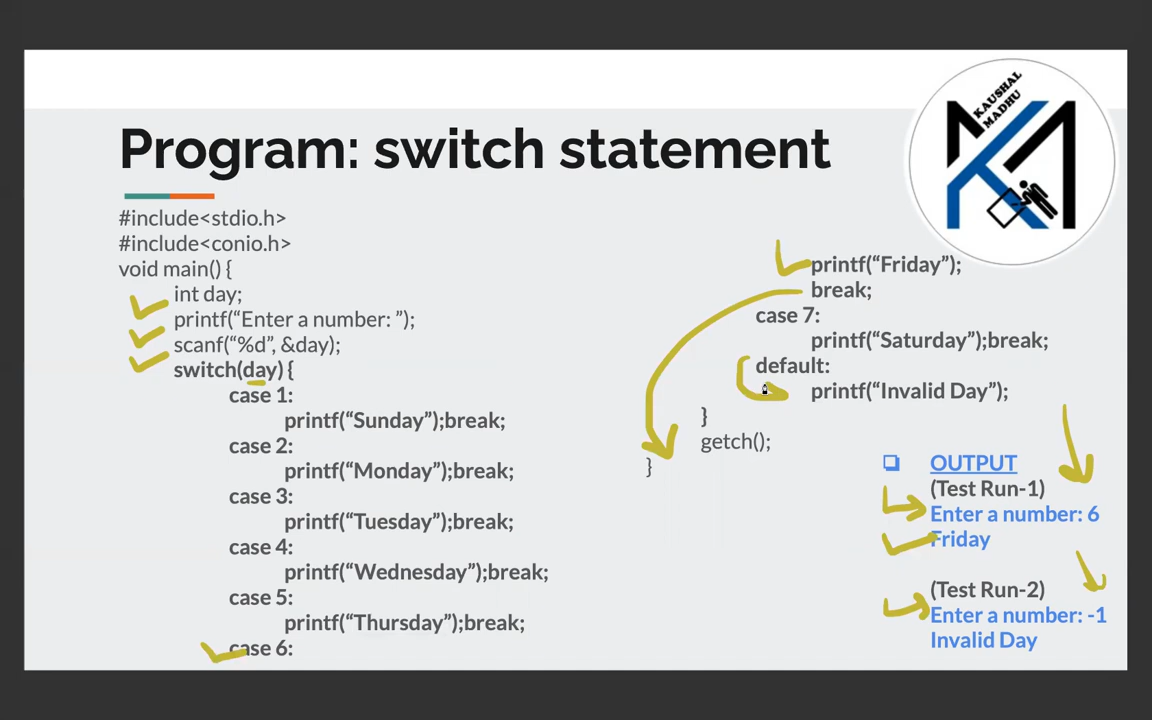 KAUSHAL
MADHU
Program: switch statement
#include<stdio.h>
#include<conio.h>
void main() {
int day;
printf(“Enter a number: ”);
scanf(“%d”, &day);
switch(day) {
case 1:
printf(“Sunday”);break;
case 2:
printf(“Monday”);break;
case 3:
printf(“Tuesday”);break;
case 4:
printf(“Wednesday”);break;
case 5:
printf(“Thursday”);break;
case 6:
printf(“Friday”);
break;
case 7:
printf(“Saturday”);break;
default:
printf(“Invalid Day”);
}
getch();
}
OUTPUT
(Test Run-1)
Enter a number: 6
Friday
(Test Run-2)
Enter a number: -1
Invalid Day